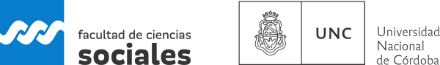 facultad de ciencias
sociales
UNC
Universidad
Nacional
de Córdoba